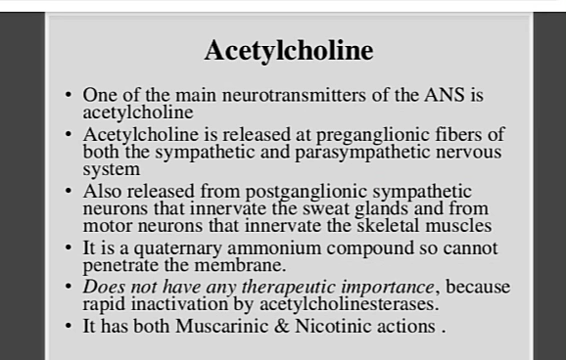 Acetylcholine
• One of the main neurotransmitters of the ANS is
acetylcholine
• Acetylcholine is released at preganglionic fibers of
both the sympathetic and parasympathetic nervous
system
• Also released from postganglionic sympathetic
neurons that innervate the sweat glands and from
motor neurons that innervate the skeletal muscles
• It is a quaternary ammonium compound so cannot
penetrate the membrane.
• Does not have any therapeutic importance, because
rapid inactivation by acetylcholinesterases.
• It has both Muscarinic & Nicotinic actions .